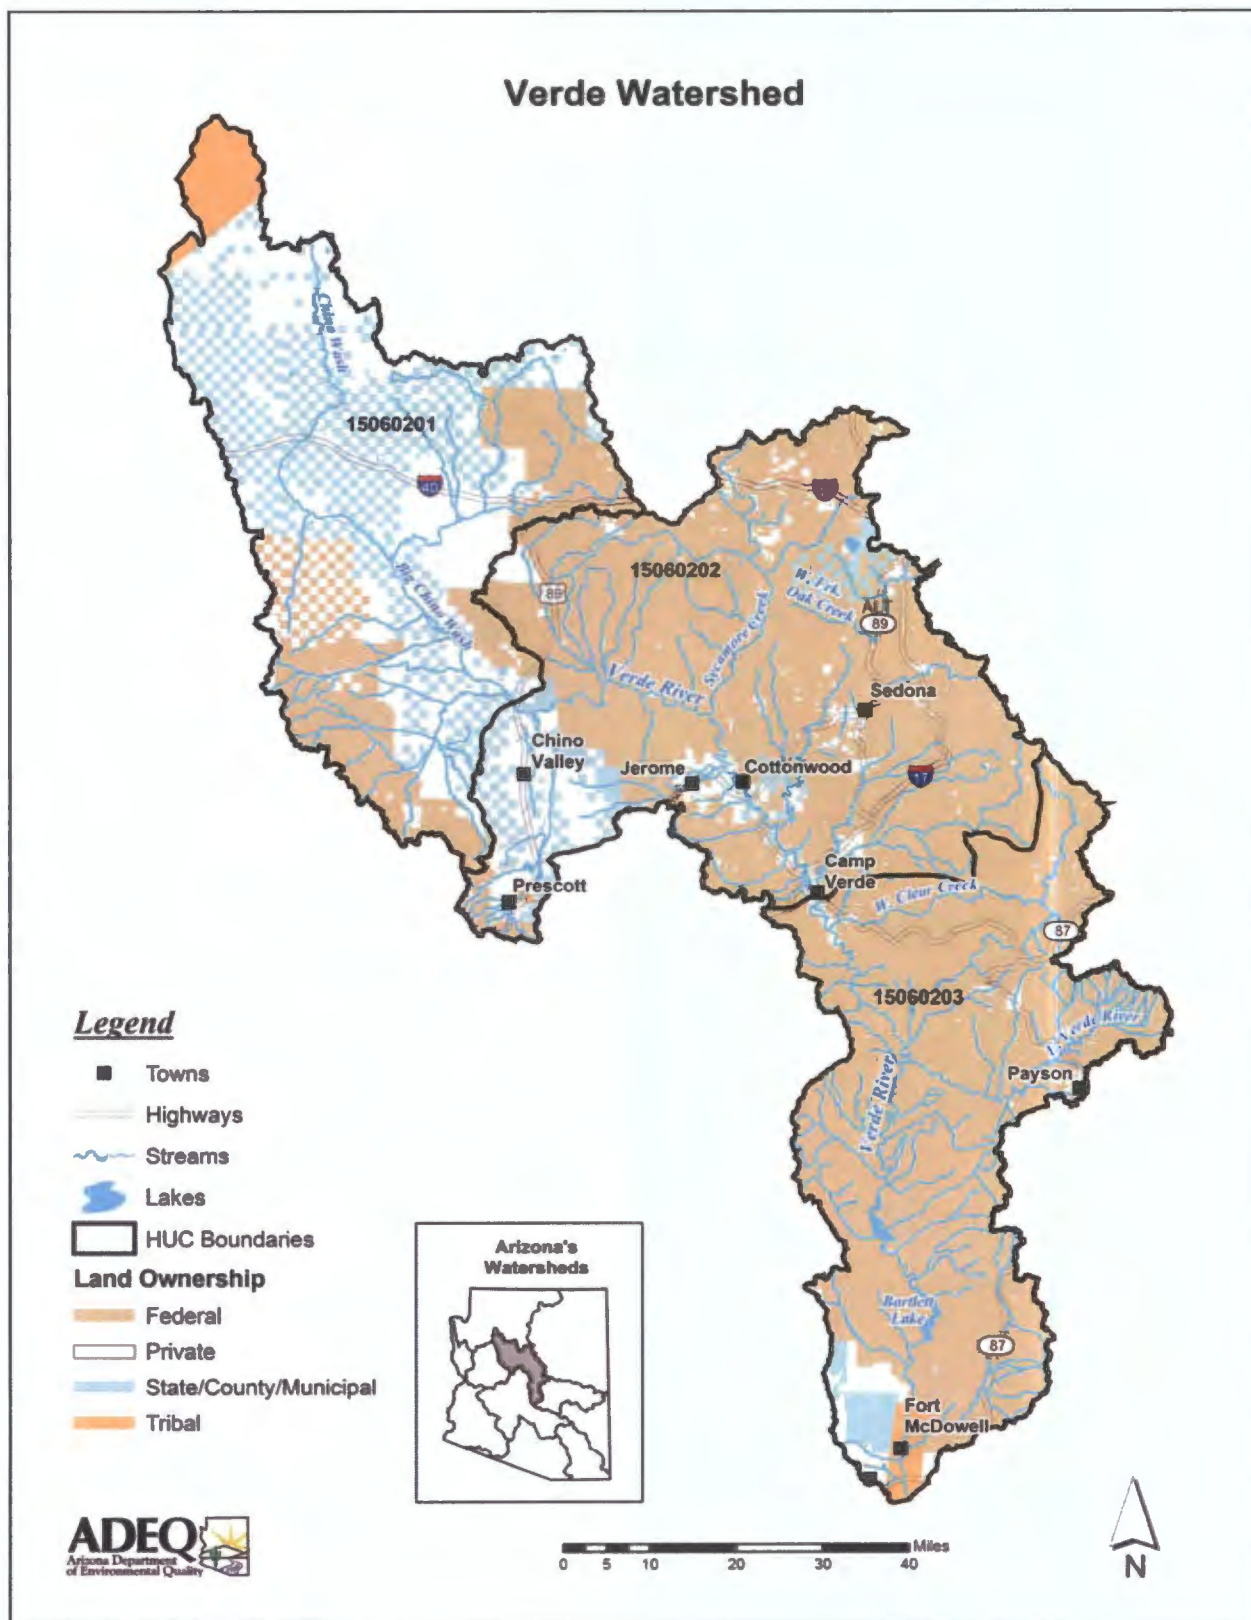 Verde Watershed
Chino Wash
15060201
40
15060202
W. Frk.
Oak Creek
89
ALT
89
Big Chino Wash
Sycamore Creek
Verde River
Sedona
Chino
Valley
Jerome
Cottonwood
17
Camp
Verde
Prescott
W. Clear Creek
87
15060203
E. Verde River
Payson
Verde River
Legend
Towns
Highways
Streams
Lakes
HUC Boundaries
Land Ownership
Federal
Private
State/County/Municipal
Tribal
Arizona's
Watersheds
Bartlett
Lake
87
Fort
McDowell
ADEQ
Arizona Department
of Environmental Quality
0 5 10 20 30 40 Miles
N